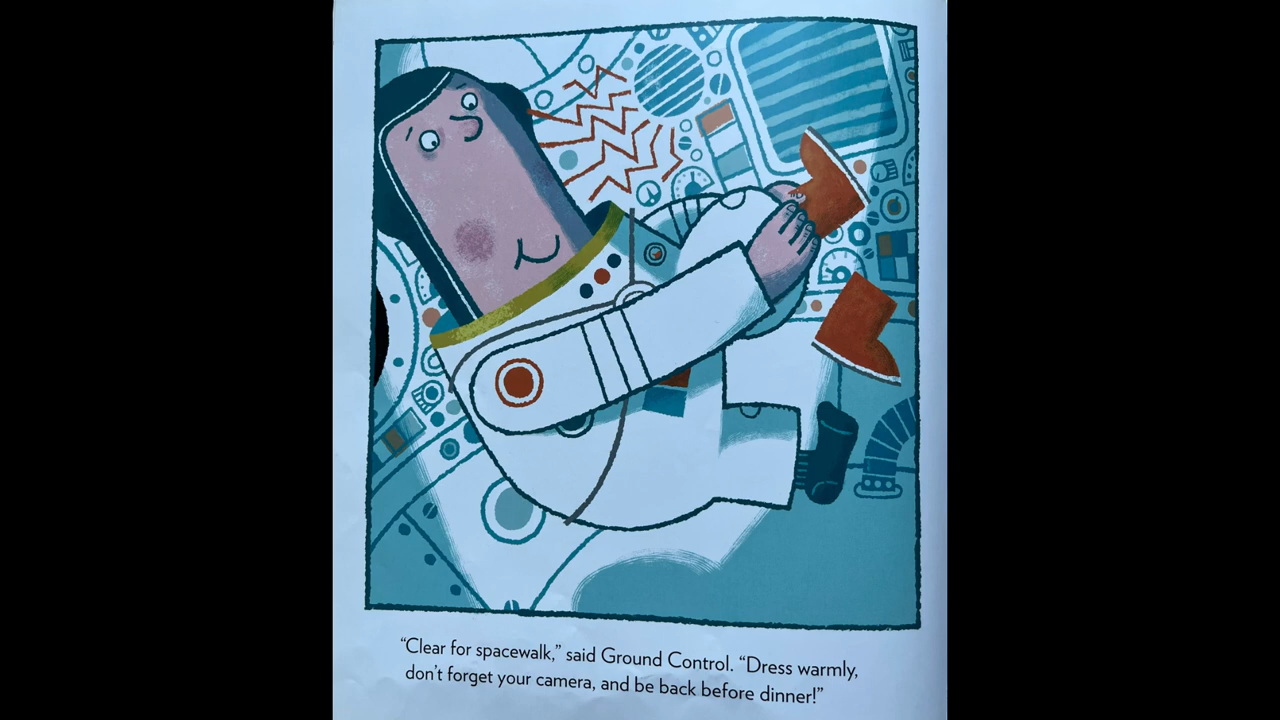 “Clear for spacewalk,” said Ground Control. “Dress warmly,
don’t forget your camera, and be back before dinner!”